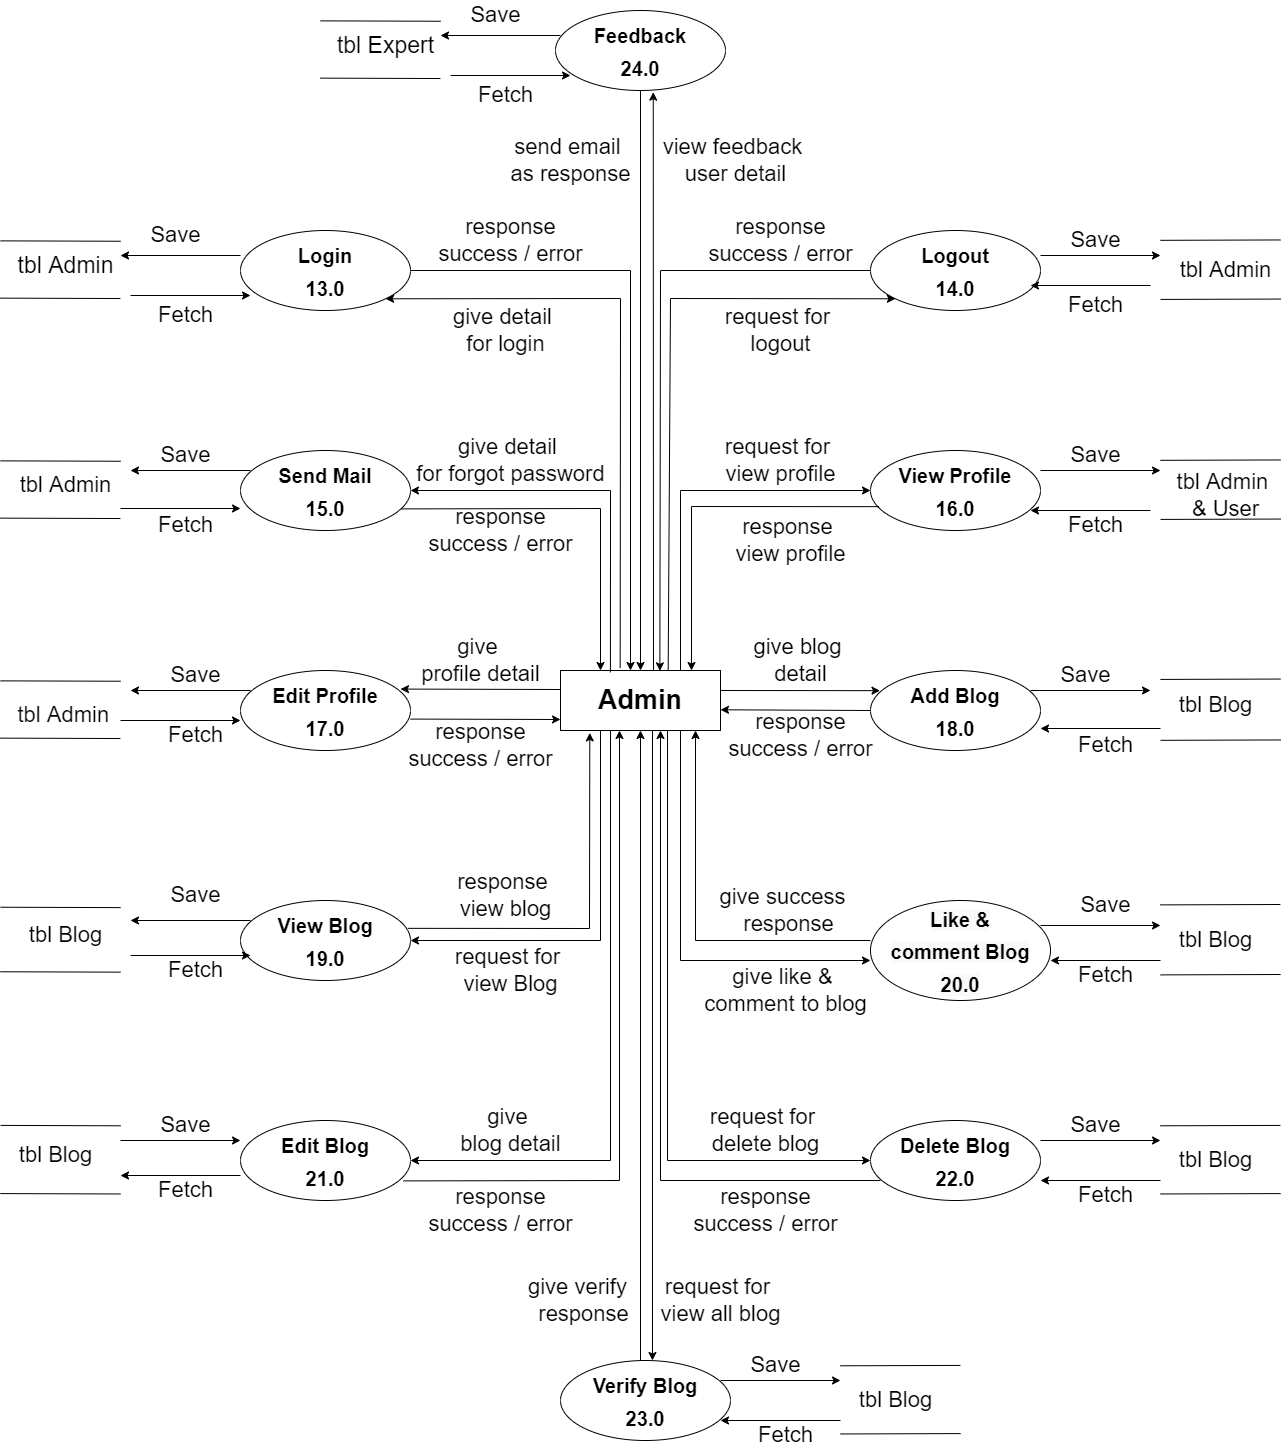 Save
Feedback
tbl Expert
24.0
Fetch
send email
as response
view feedback
user detail
Save
response
success / error
Login
13.0
tbl Admin
Fetch
give detail
for login
response
success / error
Logout
14.0
Save
tbl Admin
Fetch
request for
logout
Save
give detail
for forgot password
Send Mail
15.0
tbl Admin
Fetch
response
success / error
request for
view profile
View Profile
16.0
Save
tbl Admin
& User
Fetch
response
view profile
Save
give
profile detail
Edit Profile
17.0
tbl Admin
Fetch
response
success / error
Admin
give blog
detail
Add Blog
18.0
Save
tbl Blog
Fetch
response
success / error
Save
response
view blog
View Blog
19.0
tbl Blog
Fetch
request for
view Blog
give success
response
Like &
comment Blog
20.0
Save
tbl Blog
Fetch
give like &
comment to blog
Save
give
blog detail
Edit Blog
21.0
tbl Blog
Fetch
response
success / error
request for
delete blog
Delete Blog
22.0
Save
tbl Blog
Fetch
response
success / error
give verify
response
request for
view all blog
Verify Blog
23.0
Save
tbl Blog
Fetch